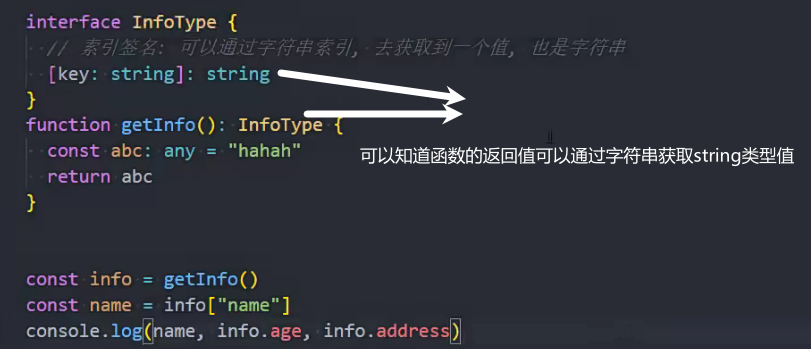 interface InfoType {
// 索引签名: 可以通过字符串索引, 去获取到一个值, 也是字符串
[key: string]: string
}
function getInfo(): InfoType {
const abc: any = "hahah"
可以知道函数的返回值可以通过字符串获取string类型值
return abc
}
const info = getInfo()
const name = info["name"]
console.log(name, info.age, info.address)